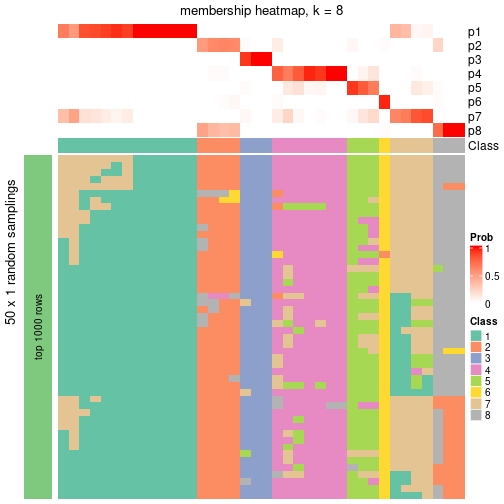 membership heatmap, k = 8
p1
p2
p3
p4
p5
p6
p7
p8
Class
50 x 1 random samplings
top 1000 rows
Prob
1
0.5
0
Class
1
2
3
4
5
6
7
8